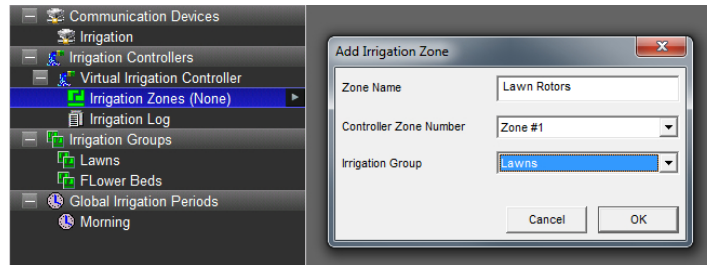 Communication Devices
Irrigation
Irrigation Controllers
Virtual Irrigation Controller
Irrigation Zones (None)
Irrigation Log
Irrigation Groups
Lawns
FLower Beds
Global Irrigation Periods
Morning
Add Irrigation Zone
Zone Name Lawn Rotors
Controller Zone Number Zone #1
Irrigation Group Lawns
Cancel OK